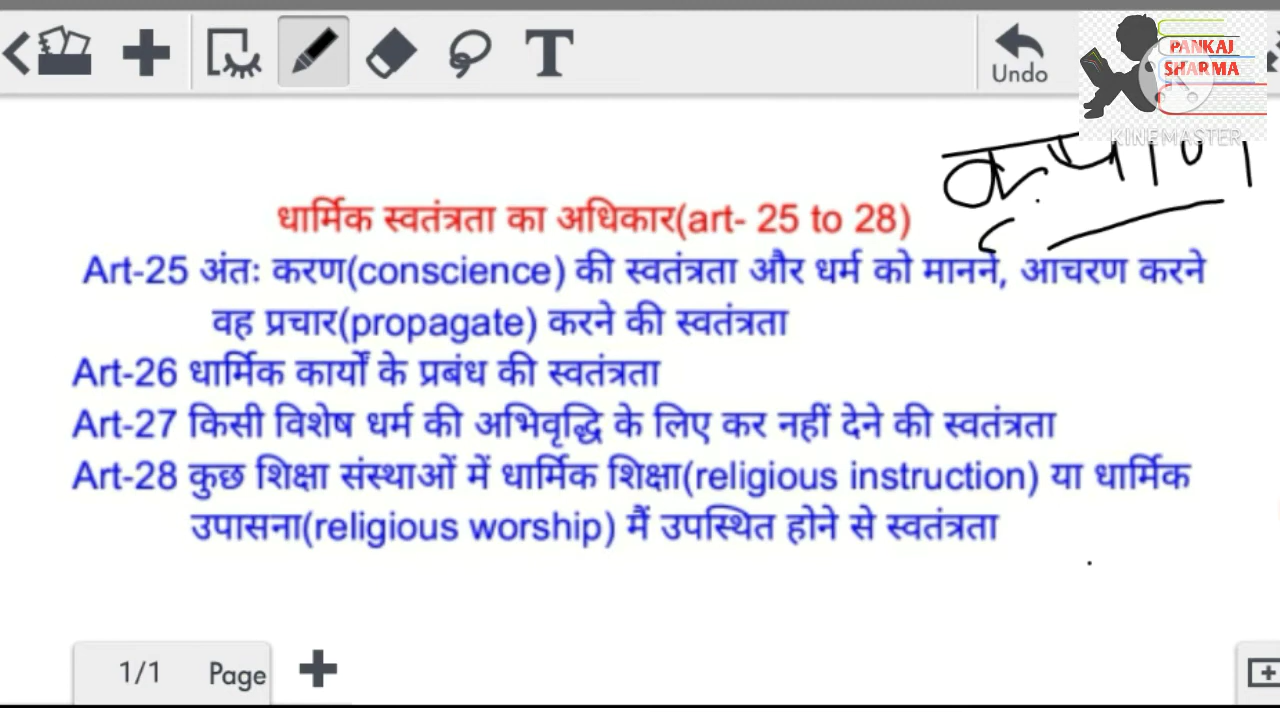 Undo
PANKAJ
SHARMA
KINEMASTER
धार्मिक स्वतंत्रता का अधिकार(art- 25 to 28)
Art-25 अंतः करण(conscience) की स्वतंत्रता और धर्म को मानने, आचरण करने
वह प्रचार(propagate) करने की स्वतंत्रता
Art-26 धार्मिक कार्यों के प्रबंध की स्वतंत्रता
Art-27 किसी विशेष धर्म की अभिवृद्धि के लिए कर नहीं देने की स्वतंत्रता
Art-28 कुछ शिक्षा संस्थाओं में धार्मिक शिक्षा(religious instruction) या धार्मिक
उपासना(religious worship) मैं उपस्थित होने से स्वतंत्रता
1/1 Page